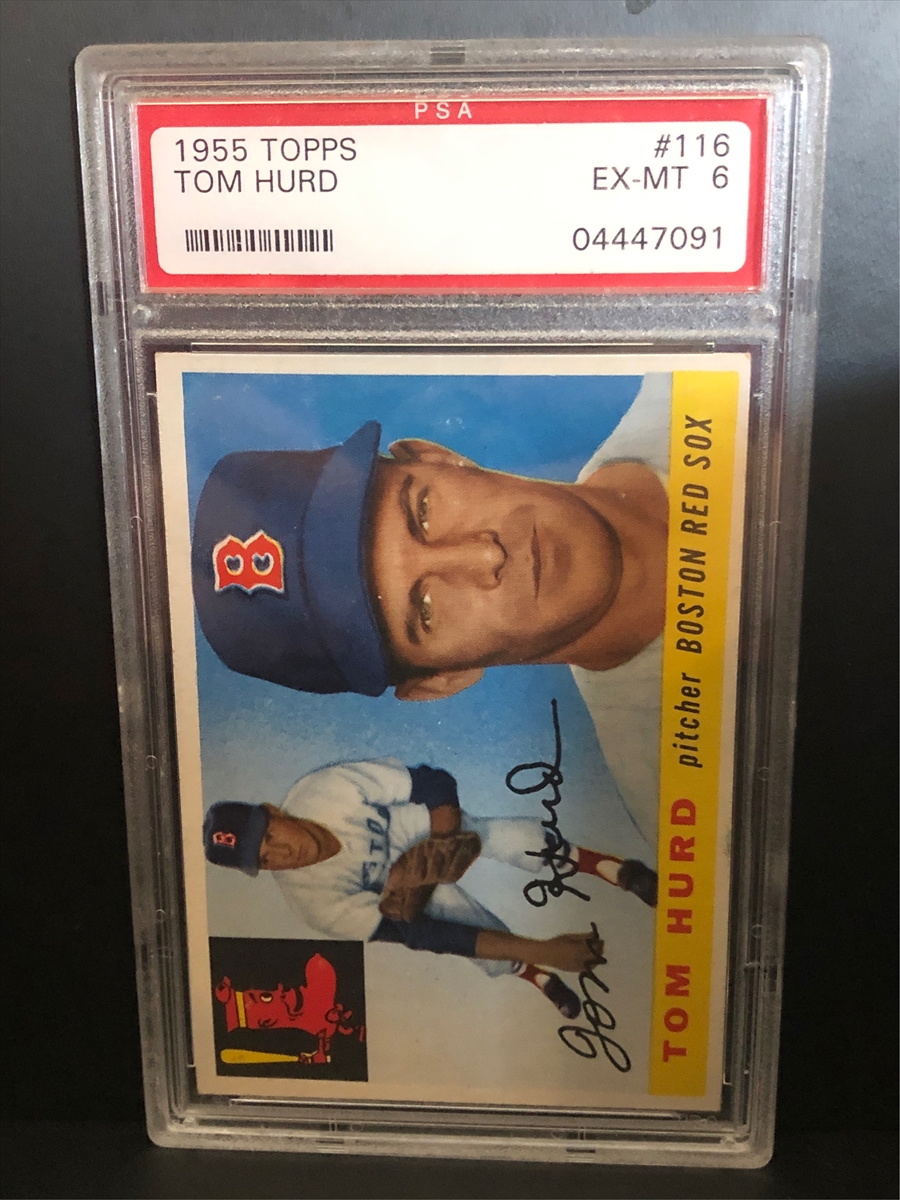 PSA
1955 TOPPS #116
TOM HURD EX-MT 6
04447091
B
B
Tom Hurd
TOM HURD pitcher BOSTON RED SOX